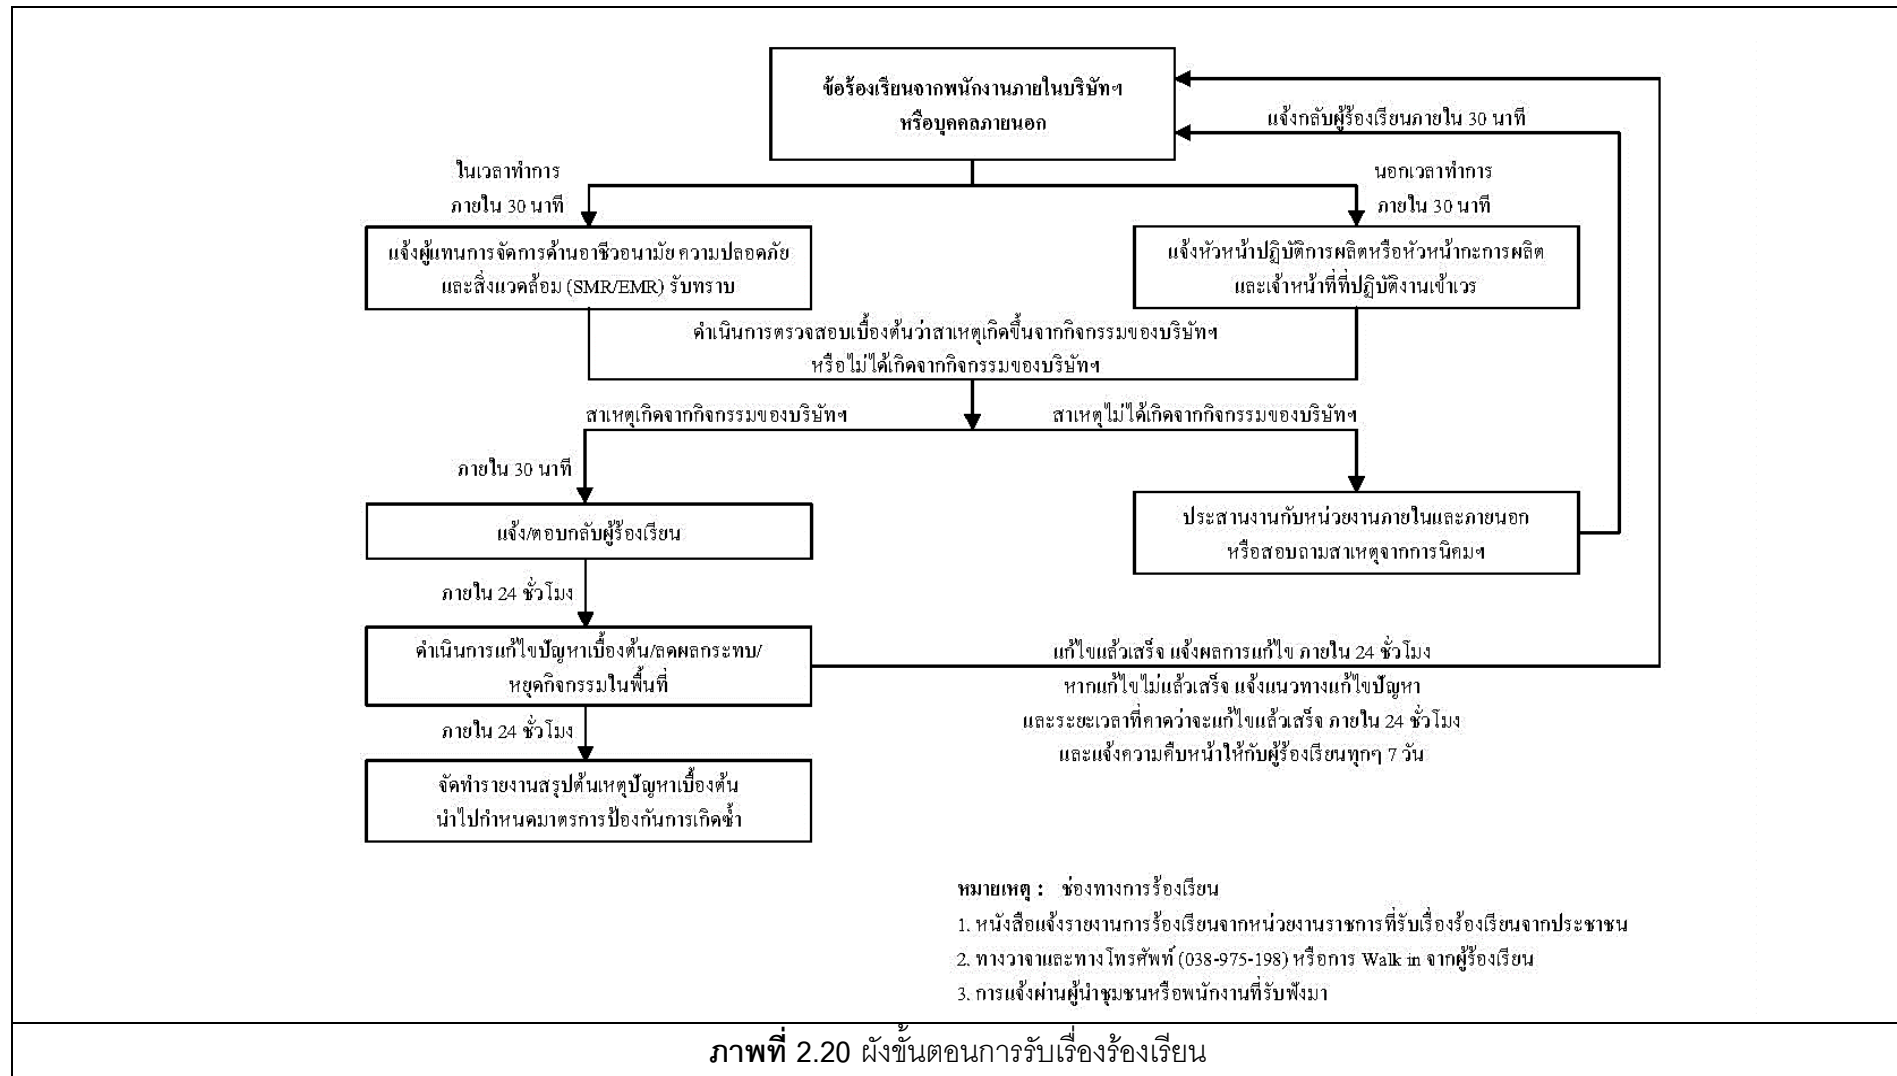 ข้อร้องเรียนจากพนักงานภายในบริษัทฯ
หรือบุคคลภายนอก
แจ้งกลับผู้ร้องเรียนภายใน 30 นาที
ในเวลาทำการ
ภายใน 30 นาที
นอกเวลาทำการ
ภายใน 30 นาที
แจ้งผู้แทนการจัดการด้านอาชีวอนามัย ความปลอดภัย
และสิ่งแวดล้อม (SMR/EMR) รับทราบ
แจ้งหัวหน้าปฏิบัติการผลิตหรือหัวหน้ากะการผลิต
และเจ้าหน้าที่ที่ปฏิบัติงานเข้าเวร
ดำเนินการตรวจสอบเบื้องต้นว่าสาเหตุเกิดขึ้นจากกิจกรรมของบริษัทฯ
หรือไม่ได้เกิดจากกิจกรรมของบริษัทฯ
สาเหตุเกิดจากกิจกรรมของบริษัทฯ
สาเหตุไม่ได้เกิดจากกิจกรรมของบริษัทฯ
ภายใน 30 นาที
แจ้ง/ตอบกลับผู้ร้องเรียน
ประสานงานกับหน่วยงานภายในและภายนอก
หรือสอบถามสาเหตุจากการนิคมฯ
ภายใน 24 ชั่วโมง
ดำเนินการแก้ไขปัญหาเบื้องต้น/ลดผลกระทบ/
หยุดกิจกรรมในพื้นที่
แก้ไขแล้วเสร็จ แจ้งผลการแก้ไข ภายใน 24 ชั่วโมง
หากแก้ไขไม่แล้วเสร็จ แจ้งแนวทางแก้ไขปัญหา
และระยะเวลาที่คาดว่าจะแก้ไขแล้วเสร็จ ภายใน 24 ชั่วโมง
และแจ้งความคืบหน้าให้กับผู้ร้องเรียนทุกๆ 7 วัน
ภายใน 24 ชั่วโมง
จัดทำรายงานสรุปต้นเหตุปัญหาเบื้องต้น
นำไปกำหนดมาตรการป้องกันการเกิดซ้ำ
หมายเหตุ : ช่องทางการร้องเรียน
1. หนังสือแจ้งรายงานการร้องเรียนจากหน่วยงานราชการที่รับเรื่องร้องเรียนจากประชาชน
2. ทางวาจาและทางโทรศัพท์ (038-975-198) หรือการ Walk in จากผู้ร้องเรียน
3. การแจ้งผ่านผู้นำชุมชนหรือพนักงานที่รับฟังมา
ภาพที่ 2.20 ผังขั้นตอนการรับเรื่องร้องเรียน